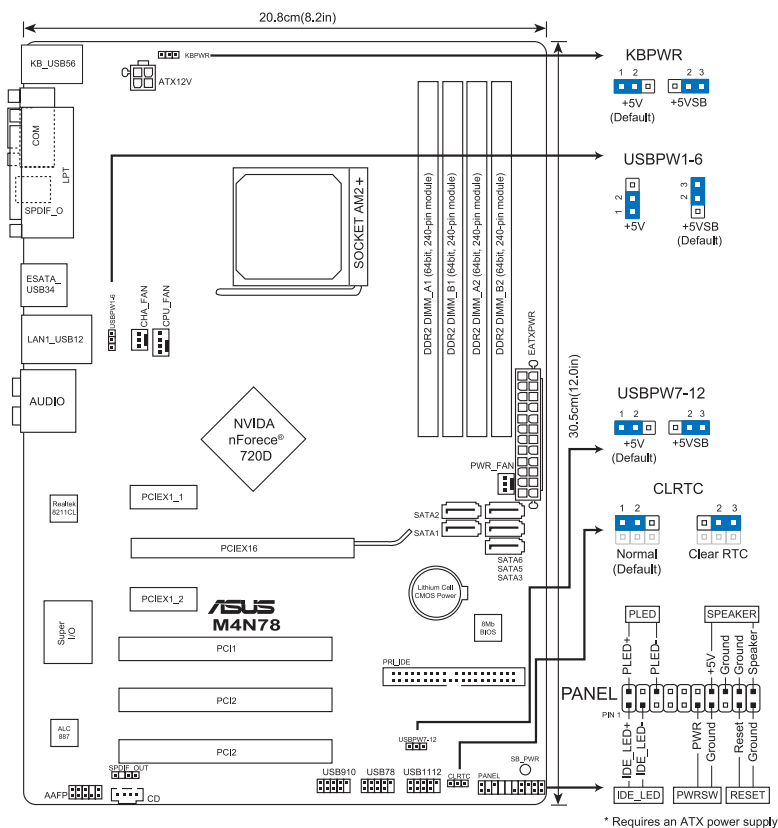 20.8cm(8.2in)
KB_USB56
KBPWR
ATX12V
COM
LPT
SPDIF_O
SOCKET AM2+
DDR2 DIMM_A1 (64bit, 240-pin module)
DDR2 DIMM_B1 (64bit, 240-pin module)
DDR2 DIMM_A2 (64bit, 240-pin module)
DDR2 DIMM_B2 (64bit, 240-pin module)
ESATA_
USB34
USBPW1-6
CHA_FAN
CPU_FAN
LAN1_USB12
EATXPWR
30.5cm(12.0in)
AUDIO
NVIDA
nForece®
720D
PWR_FAN
PCIEX1_1
Realtek
8211CL
SATA2
SATA1
PCIEX16
SATA6
SATA5
SATA3
Lithium Cell
CMOS Power
PCIEX1_2
Super
I/O
ASUS
M4N78
8Mb
BIOS
PCI1
PRI_IDE
PCI2
ALC
887
PCI2
USBPW7-12
SPDIF_OUT
AAFP
CD
USB910
USB78
USB1112
CLRTC
PANEL
SB_PWR
KBPWR
1 2
2 3
+5V
(Default)
+5VSB
USBPW1-6
2
1
3
2
+5V
+5VSB
(Default)
USBPW7-12
1 2
2 3
+5V
(Default)
+5VSB
CLRTC
1 2
2 3
Normal
(Default)
Clear RTC
PLED
SPEAKER
PLED+
PLED-
+5V
Ground
Ground
Speaker
PANEL
PIN 1
IDE_LED+
IDE_LED-
PWR
Ground
Reset
Ground
IDE_LED
PWRSW
RESET
* Requires an ATX power supply